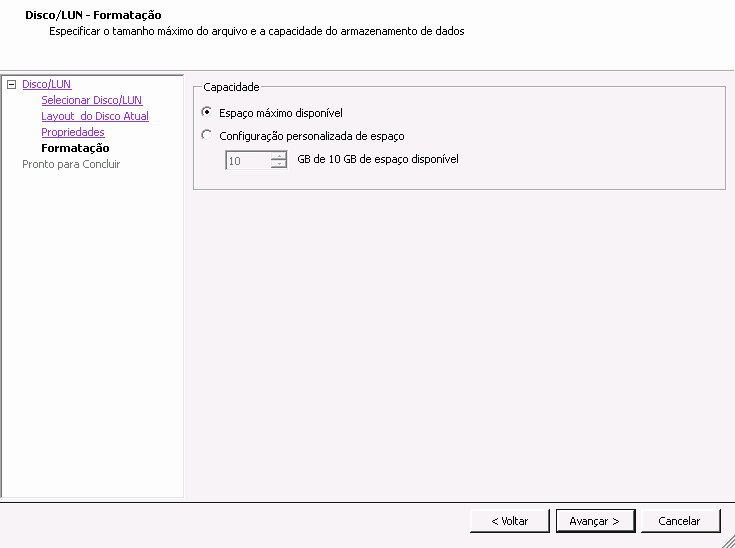 Disco/LUN - Formatação
Especificar o tamanho máximo do arquivo e a capacidade do armazenamento de dados
Disco/LUN
Selecionar Disco/LUN
Layout do Disco Atual
Propriedades
Formatação
Pronto para Concluir
Capacidade
Espaço máximo disponível
Configuração personalizada de espaço
10 GB de 10 GB de espaço disponível
< Voltar Avançar > Cancelar